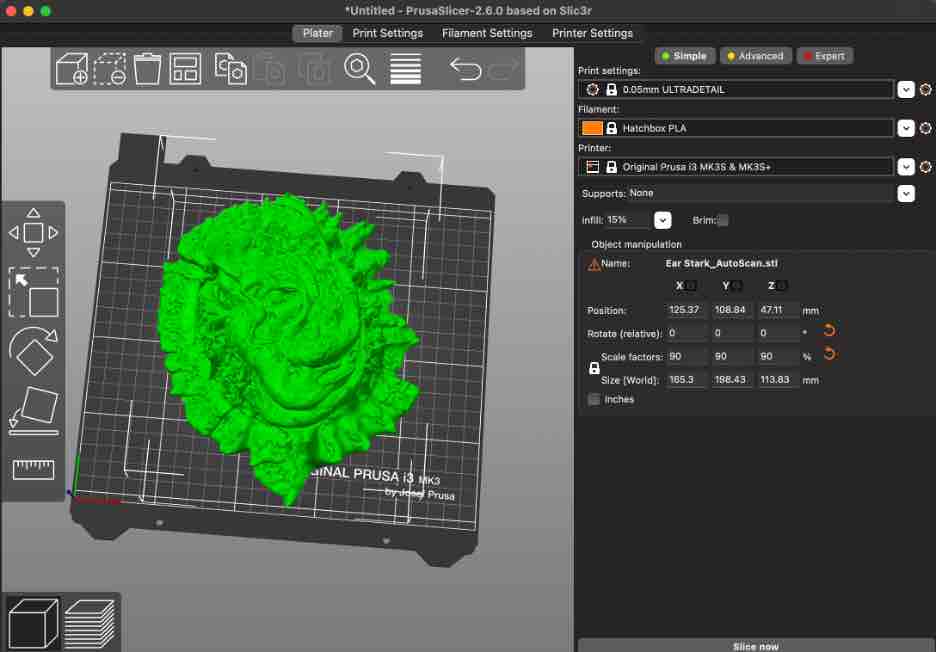 *Untitled - PrusaSlicer-2.6.0 based on Slic3r
Plater Print Settings Filament Settings Printer Settings
Simple Advanced Expert
Print settings:
0.05mm ULTRADETAIL
Filament:
Hatchbox PLA
Printer:
Original Prusa i3 MK3S & MK3S+
Supports: None
Infill: 15% Brim:
Object manipulation
Name: Ear Stark_AutoScan.stl
X Y Z
Position: 125.37 108.84 47.11 mm
Rotate (relative): 0 0 0 °
Scale factors: 90 90 90 %
Size [World]: 165.3 198.43 113.83 mm
Inches
GINAL PRUSA i3 MK3
by Josef Prusa
Slice now